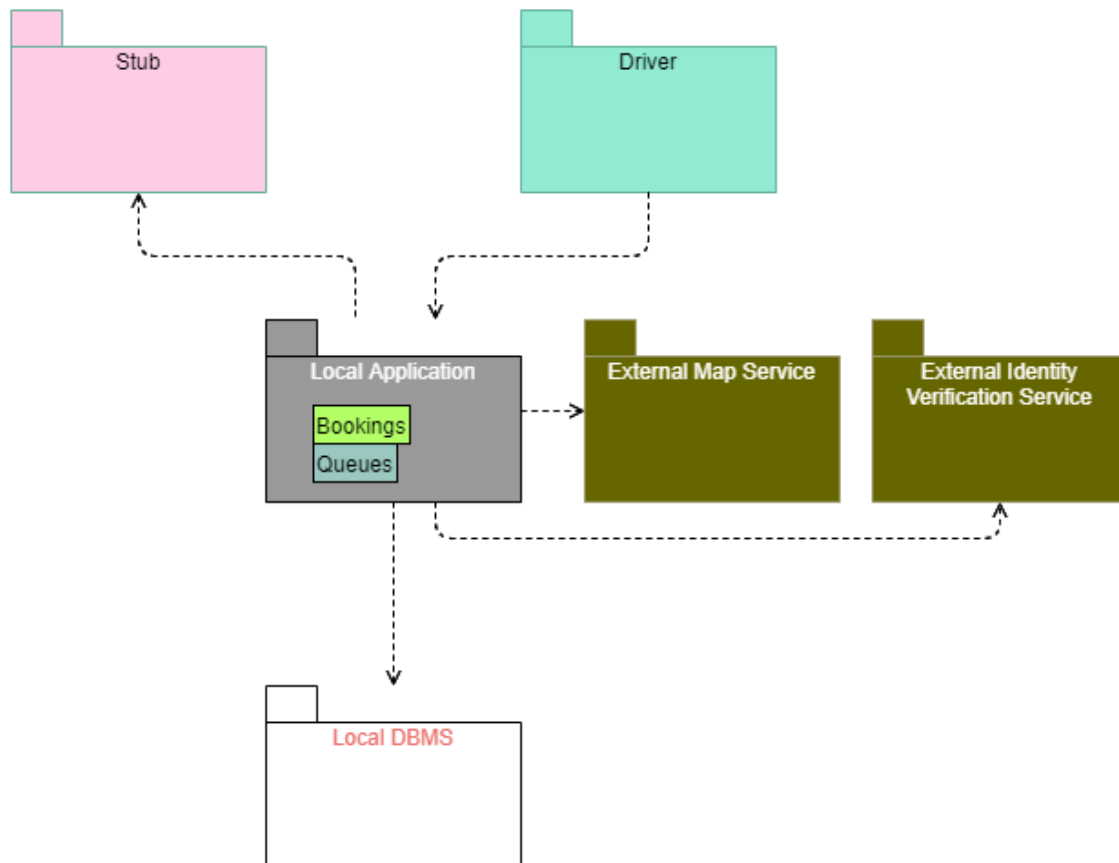 Stub
Driver
Local Application
External Map Service
External Identity
Verification Service
Bookings
Queues
Local DBMS